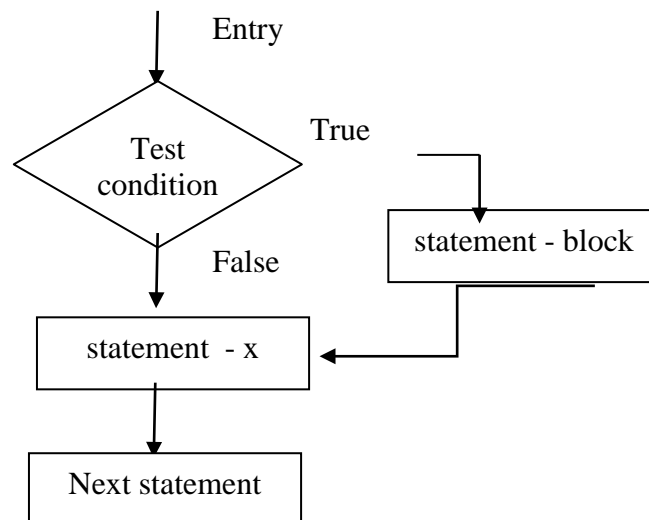 Entry
True
Test
condition
statement - block
False
statement - x
Next statement